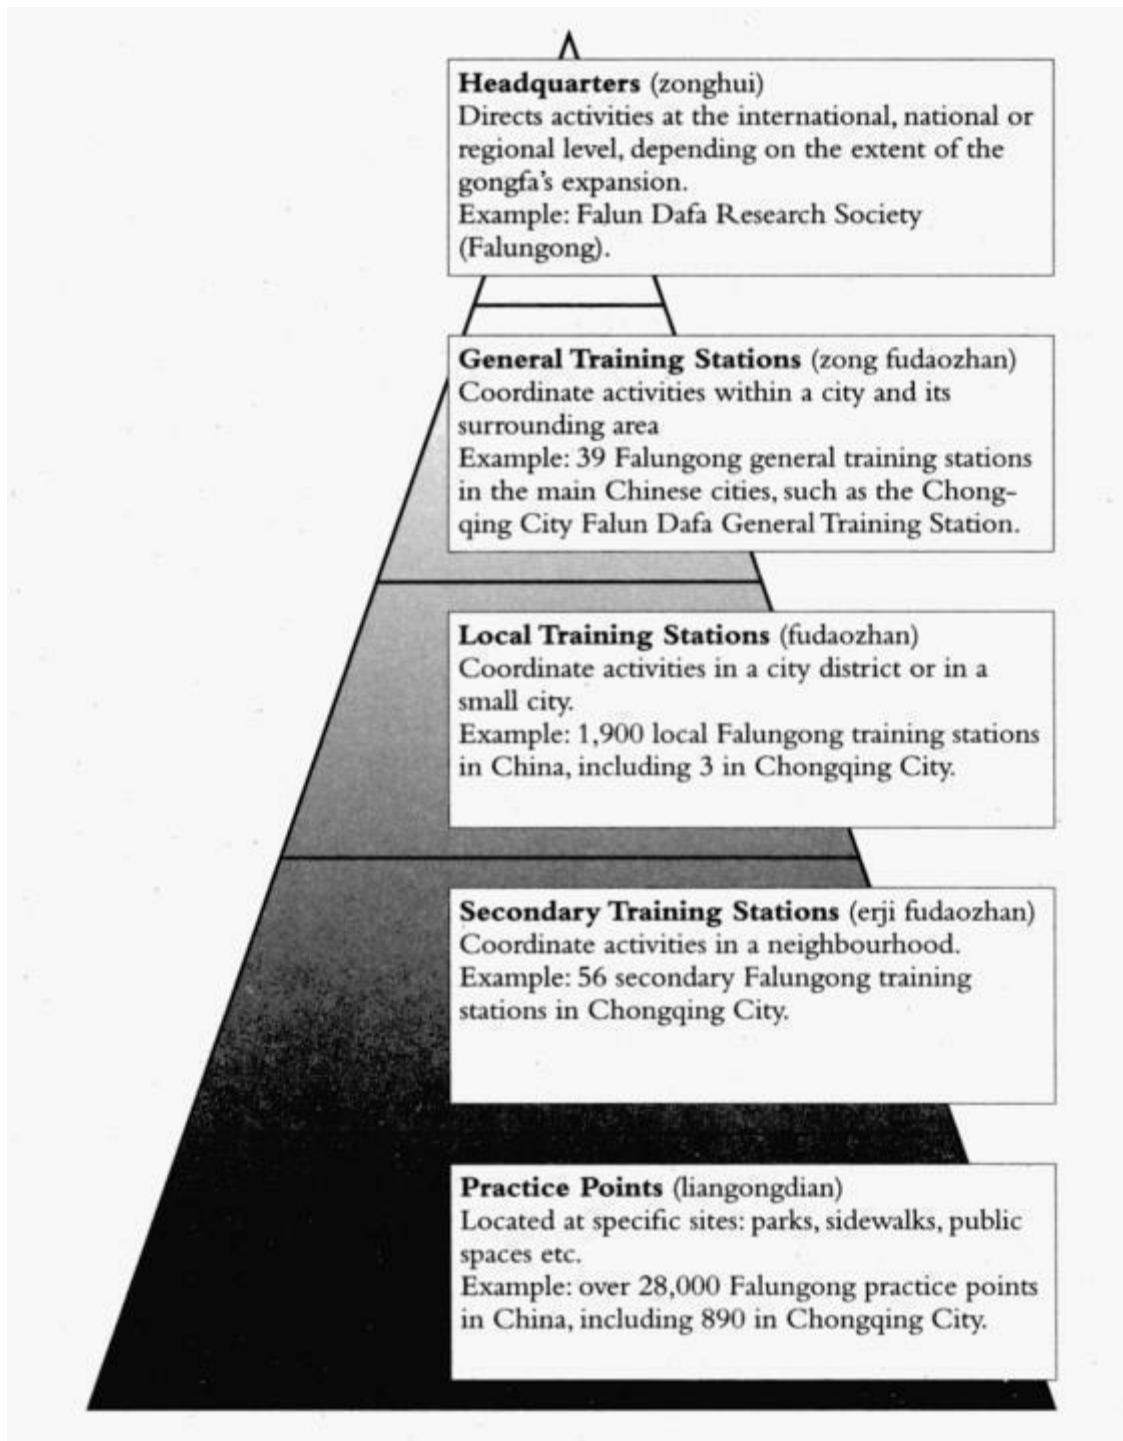 Headquarters (zonghui)
Directs activities at the international, national or
regional level, depending on the extent of the
gongfa's expansion.
Example: Falun Dafa Research Society
(Falungong).
General Training Stations (zong fudaozhan)
Coordinate activities within a city and its
surrounding area
Example: 39 Falungong general training stations
in the main Chinese cities, such as the Chong-
qing City Falun Dafa General Training Station.
Local Training Stations (fudaozhan)
Coordinate activities in a city district or in a
small city.
Example: 1,900 local Falungong training stations
in China, including 3 in Chongqing City.
Secondary Training Stations (erji fudaozhan)
Coordinate activities in a neighbourhood.
Example: 56 secondary Falungong training
stations in Chongqing City.
Practice Points (liangongdian)
Located at specific sites: parks, sidewalks, public
spaces etc.
Example: over 28,000 Falungong practice points
in China, including 890 in Chongqing City.